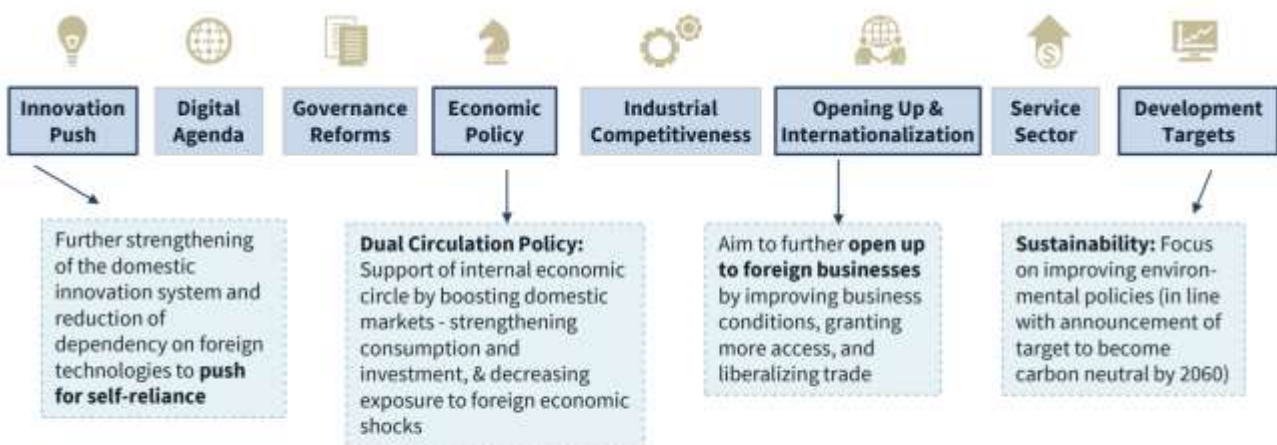 Innovation
Push
Digital
Agenda
Governance
Reforms
Economic
Policy
Industrial
Competitiveness
Opening Up &
Internationalization
Service
Sector
Development
Targets
Further strengthening
of the domestic
innovation system and
reduction of
dependency on foreign
technologies to push
for self-reliance
Dual Circulation Policy:
Support of internal economic
circle by boosting domestic
markets - strengthening
consumption and
investment, & decreasing
exposure to foreign economic
shocks
Aim to further open up
to foreign businesses
by improving business
conditions, granting
more access, and
liberalizing trade
Sustainability: Focus
on improving environ-
mental policies (in line
with announcement of
target to become
carbon neutral by 2060)